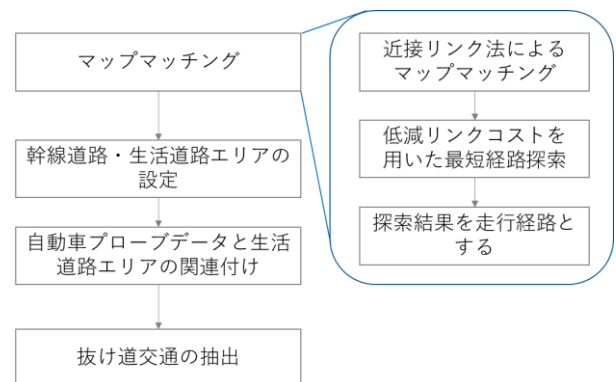 マップマッチング
幹線道路・生活道路エリアの
設定
自動車プローブデータと生活
道路エリアの関連付け
抜け道交通の抽出
近接リンク法による
マップマッチング
低減リンクコストを
用いた最短経路探索
探索結果を走行経路と
する